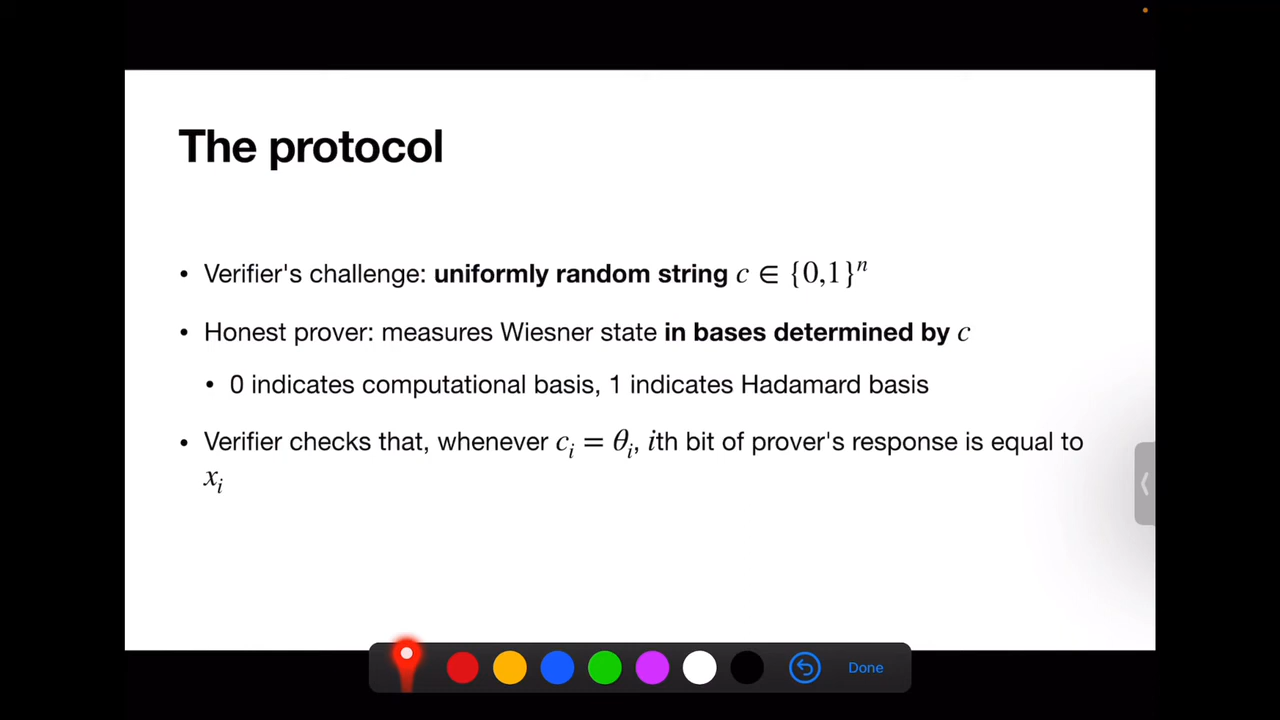 The protocol
• Verifier's challenge: uniformly random string c ∈ {0,1}ⁿ
• Honest prover: measures Wiesner state in bases determined by c
• 0 indicates computational basis, 1 indicates Hadamard basis
• Verifier checks that, whenever cᵢ = θᵢ, ith bit of prover's response is equal to
xᵢ
Done